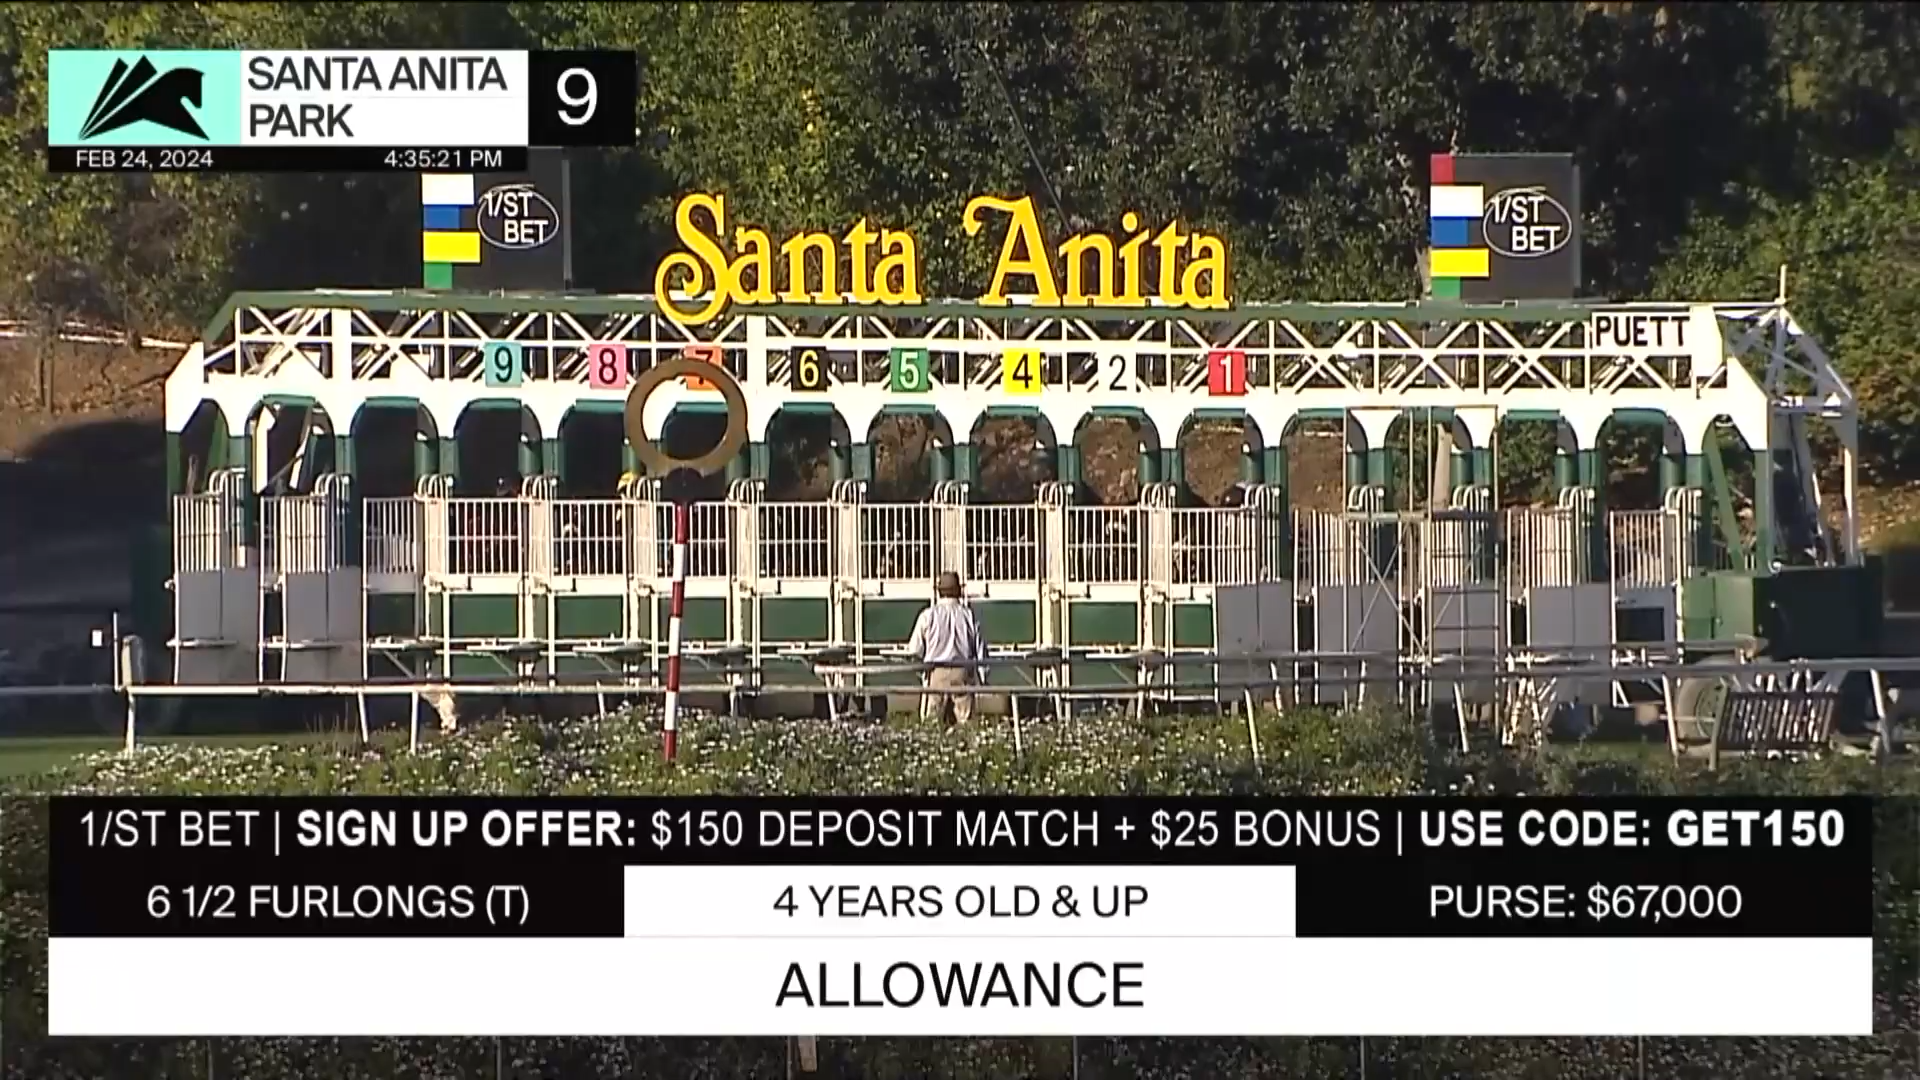 SANTA ANITA
PARK
9
FEB 24, 2024 4:35:21 PM
1/ST
BET
1/ST
BET
Santa Anita
PUETT
9 8 7 6 5 4 2 1
1/ST BET | SIGN UP OFFER: $150 DEPOSIT MATCH + $25 BONUS | USE CODE: GET150
6 1/2 FURLONGS (T) 4 YEARS OLD & UP PURSE: $67,000
ALLOWANCE